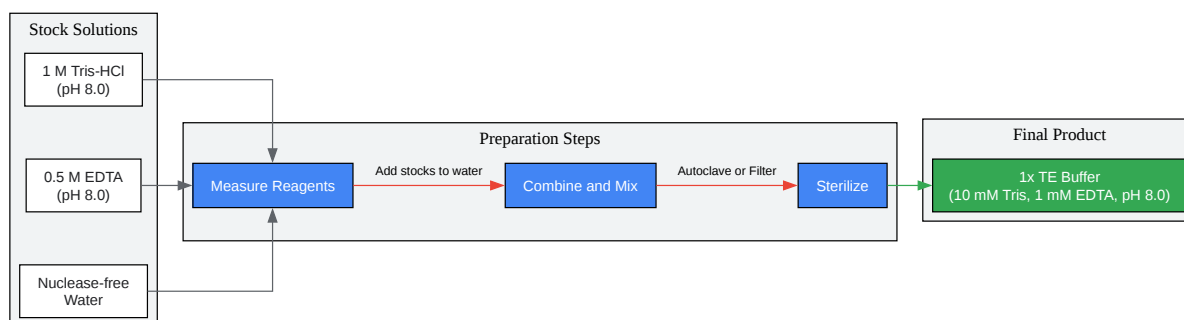 Stock Solutions
1 M Tris-HCl
(pH 8.0)
0.5 M EDTA
(pH 8.0)
Nuclease-free
Water
Preparation Steps
Measure Reagents
Add stocks to water
Combine and Mix
Autoclave or Filter
Sterilize
Final Product
1x TE Buffer
(10 mM Tris, 1 mM EDTA, pH 8.0)